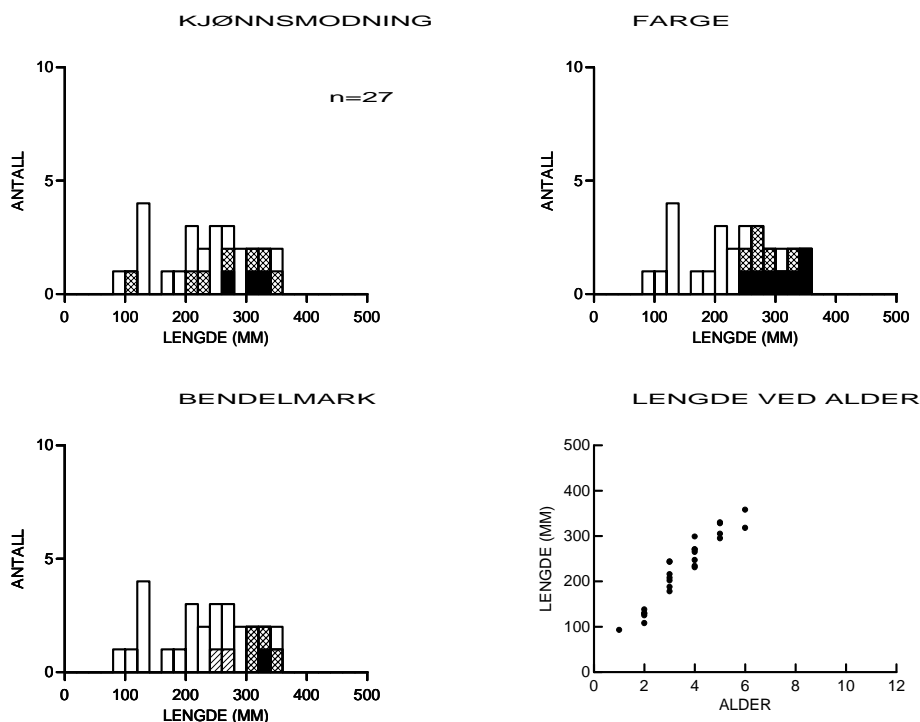 KJØNNSMODNING
10
n=27
ANTALL
5
0
0 100 200 300 400 500
LENGDE (MM)
FARGE
10
ANTALL
5
0
0 100 200 300 400 500
LENGDE (MM)
BENDELMARK
10
ANTALL
5
0
0 100 200 300 400 500
LENGDE (MM)
LENGDE VED ALDER
500
400
300
LENGDE (MM)
200
100
0
0 2 4 6 8 10 12
ALDER